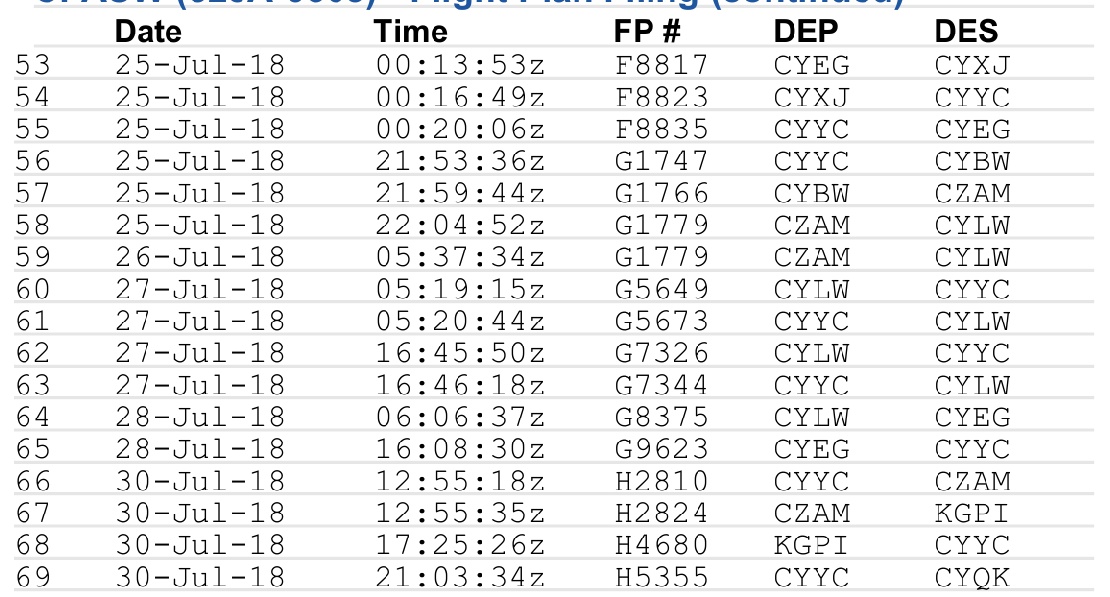 Date Time FP # DEP DES
53 25-Jul-18 00:13:53z F8817 CYEG CYXJ
54 25-Jul-18 00:16:49z F8823 CYXJ CYYC
55 25-Jul-18 00:20:06z F8835 CYYC CYEG
56 25-Jul-18 21:53:36z G1747 CYYC CYBW
57 25-Jul-18 21:59:44z G1766 CYBW CZAM
58 25-Jul-18 22:04:52z G1779 CZAM CYLW
59 26-Jul-18 05:37:34z G1779 CZAM CYLW
60 27-Jul-18 05:19:15z G5649 CYLW CYYC
61 27-Jul-18 05:20:44z G5673 CYYC CYLW
62 27-Jul-18 16:45:50z G7326 CYLW CYYC
63 27-Jul-18 16:46:18z G7344 CYYC CYLW
64 28-Jul-18 06:06:37z G8375 CYLW CYEG
65 28-Jul-18 16:08:30z G9623 CYEG CYYC
66 30-Jul-18 12:55:18z H2810 CYYC CZAM
67 30-Jul-18 12:55:35z H2824 CZAM KGPI
68 30-Jul-18 17:25:26z H4680 KGPI CYYC
69 30-Jul-18 21:03:34z H5355 CYYC CYQK